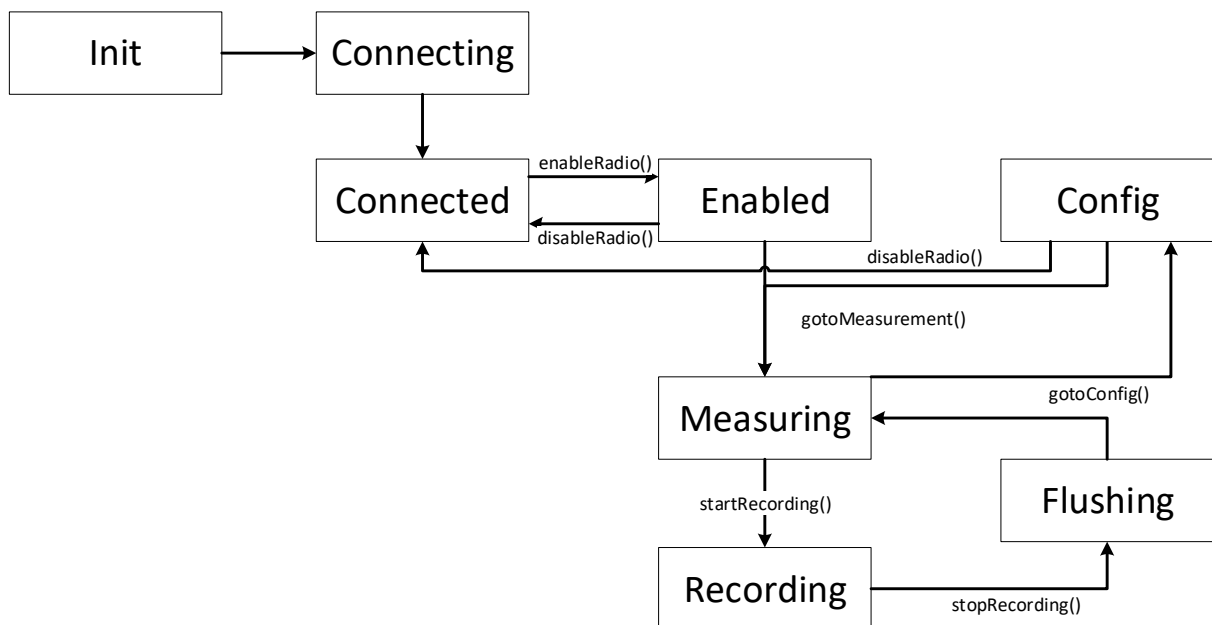 Init
Connecting
enableRadio()
Connected
Enabled
Config
disableRadio()
disableRadio()
gotoMeasurement()
Measuring
gotoConfig()
startRecording()
Flushing
Recording
stopRecording()